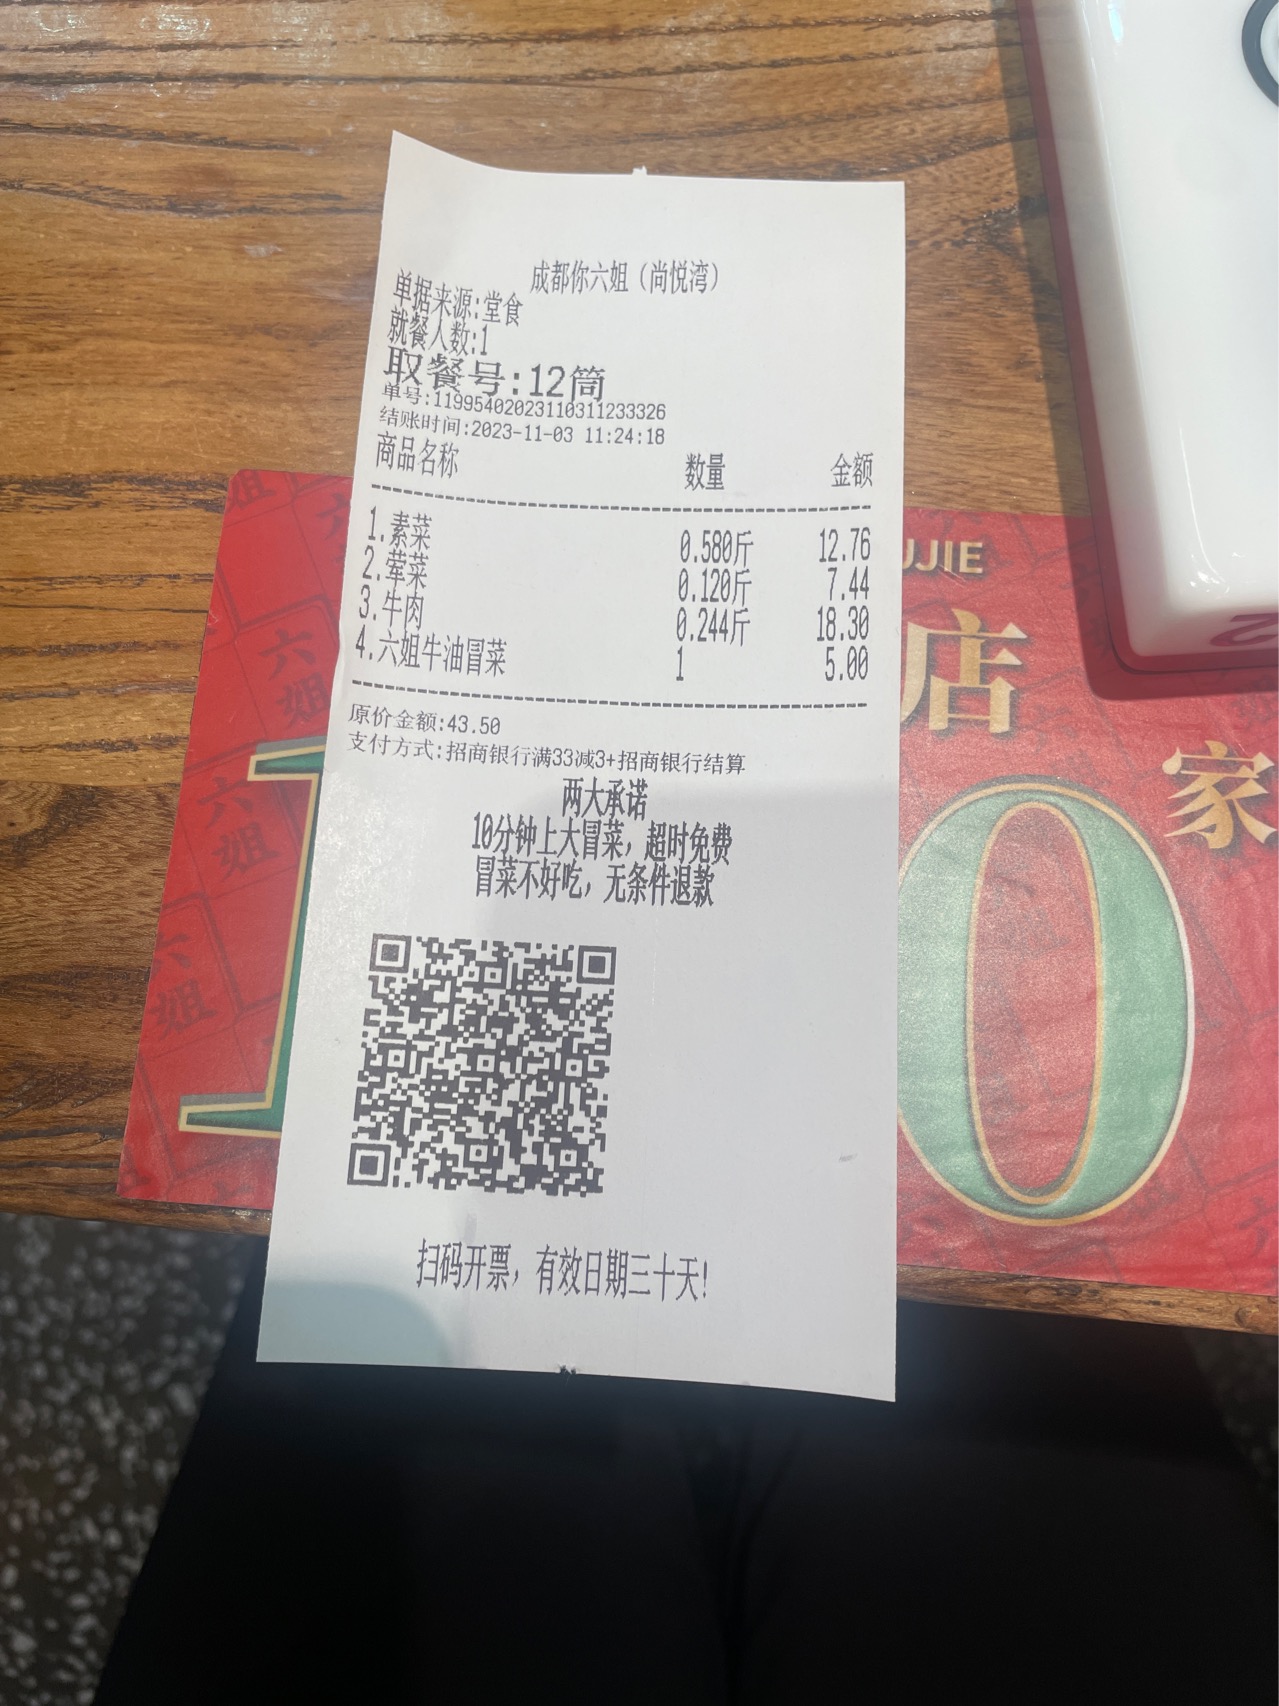 成都你六姐（尚悦湾）
单据来源:堂食
就餐人数:1
取餐号:12筒
单号:11995402023110311233326
结账时间:2023-11-03 11:24:18
商品名称 数量 金额
1.素菜 0.580斤 12.76
2.荤菜 0.120斤 7.44
3.牛肉 0.244斤 18.30
4.六姐牛油冒菜 1 5.00
原价金额:43.50
支付方式:招商银行满33减3+招商银行结算
两大承诺
10分钟上大冒菜，超时免费
冒菜不好吃，无条件退款
扫码开票，有效日期三十天!
UJIE
店
家
1 0
六姐
六姐
六姐